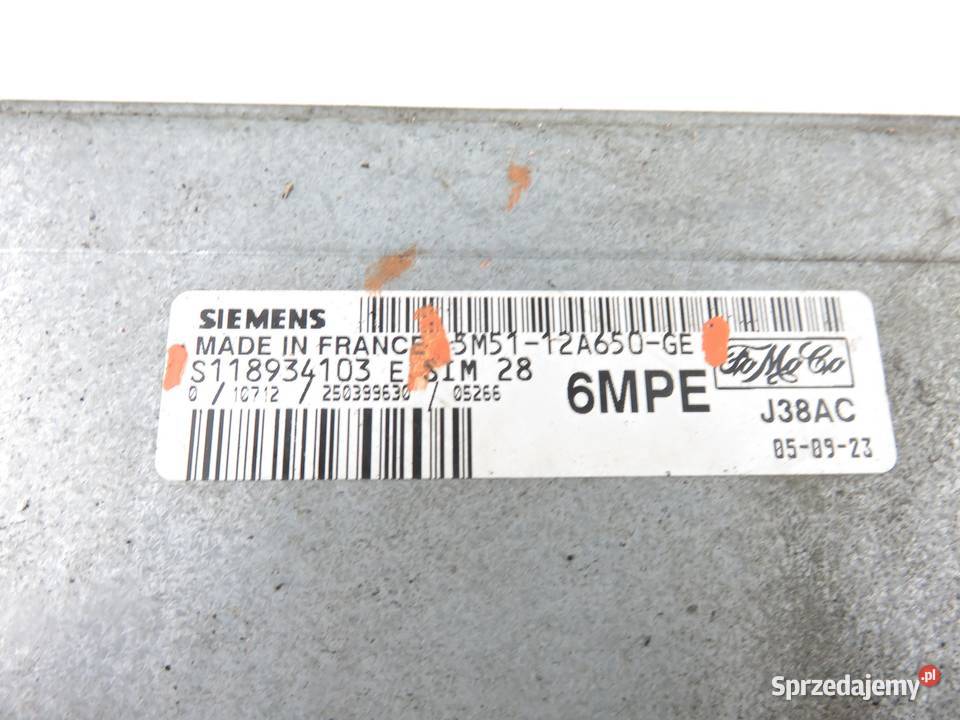 SIEMENS
MADE IN FRANCE 5M51-12A650-GE
S118934103 E SIM 28
0 / 10712 / 250399630 / 05266
6MPE
FoMoCo
J38AC
05-09-23
Sprzedajemy.pl